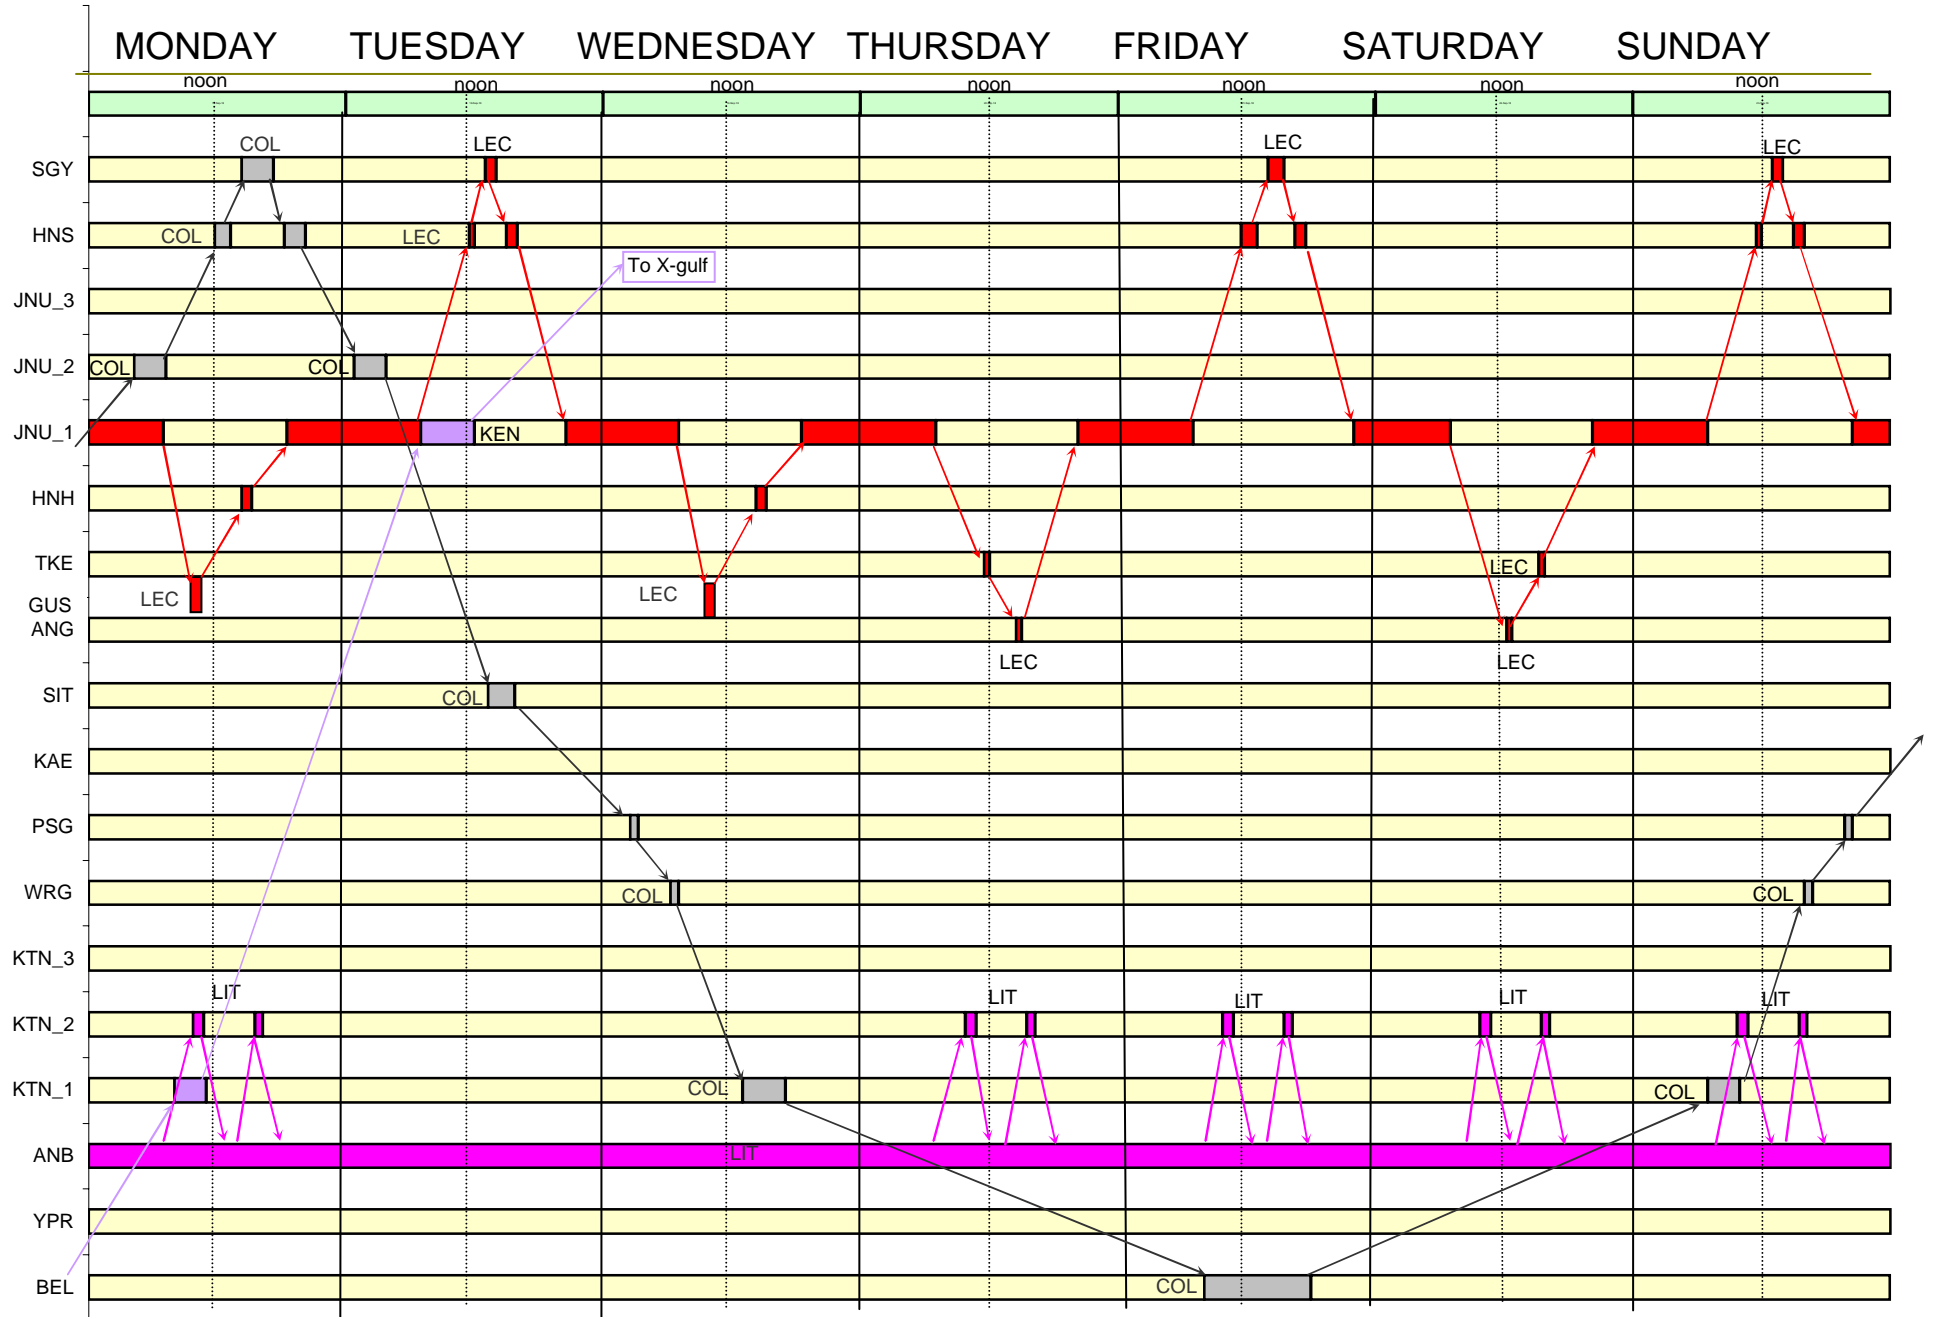 MONDAY TUESDAY WEDNESDAY THURSDAY FRIDAY SATURDAY SUNDAY
noon noon noon noon noon noon noon
COL LEC LEC LEC
SGY
HNS COL LEC
To X-gulf
JNU_3
JNU_2 COL COL
JNU_1 KEN
HNH
TKE LEC
LEC LEC
GUS
ANG
LEC LEC
SIT COL
KAE
PSG
WRG COL COL
KTN_3
LIT LIT LIT LIT LIT
KTN_2
KTN_1 COL COL
ANB LIT
YPR
BEL COL